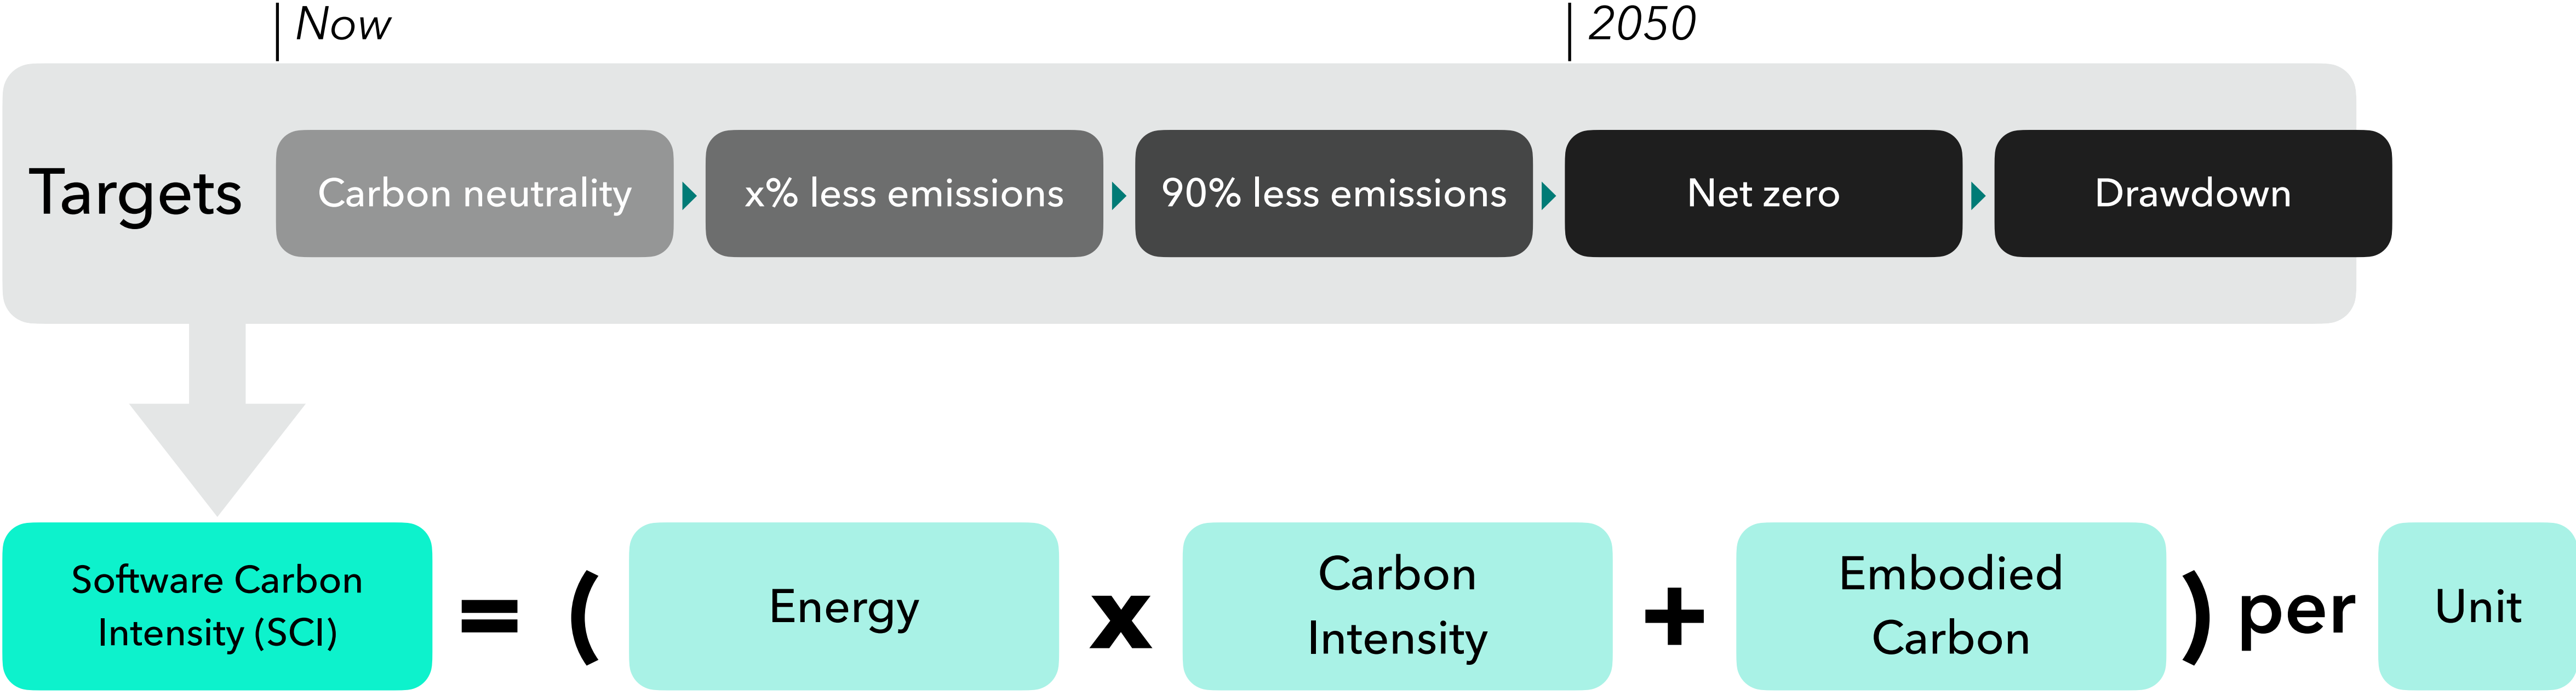 Now
2050
Targets
Carbon neutrality
x% less emissions
90% less emissions
Net zero
Drawdown
Software Carbon
Intensity (SCI)
=
(
Energy
x
Carbon
Intensity
+
Embodied
Carbon
)
per
Unit